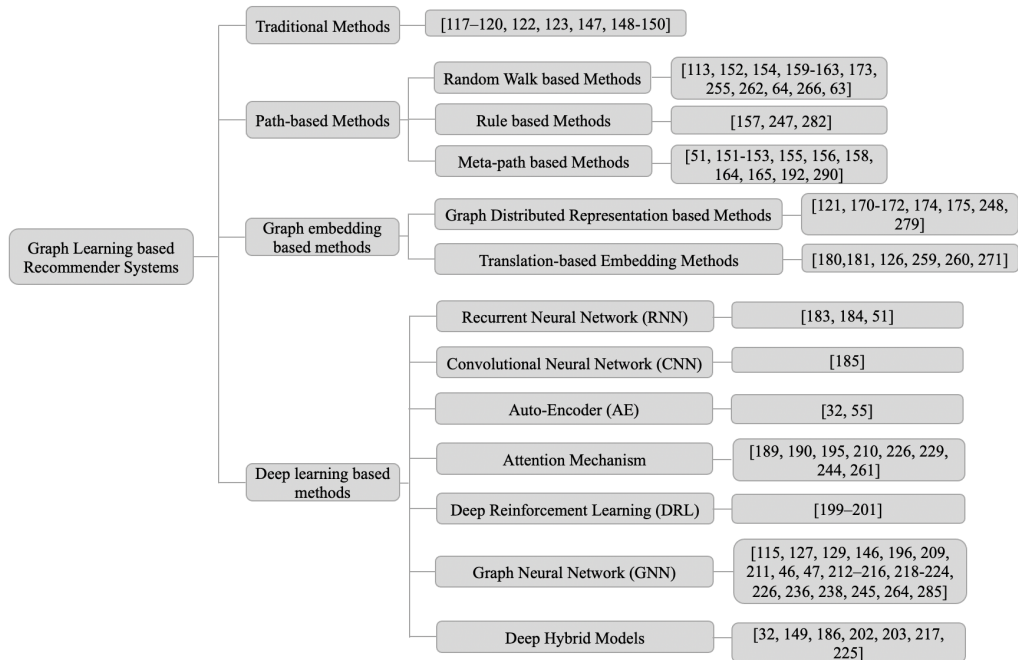 Graph Learning based
Recommender Systems
Traditional Methods
[117–120, 122, 123, 147, 148-150]
Path-based Methods
Random Walk based Methods
[113, 152, 154, 159-163, 173,
255, 262, 64, 266, 63]
Rule based Methods
[157, 247, 282]
Meta-path based Methods
[51, 151-153, 155, 156, 158,
164, 165, 192, 290]
Graph embedding
based methods
Graph Distributed Representation based Methods
[121, 170-172, 174, 175, 248,
279]
Translation-based Embedding Methods
[180,181, 126, 259, 260, 271]
Deep learning based
methods
Recurrent Neural Network (RNN)
[183, 184, 51]
Convolutional Neural Network (CNN)
[185]
Auto-Encoder (AE)
[32, 55]
Attention Mechanism
[189, 190, 195, 210, 226, 229,
244, 261]
Deep Reinforcement Learning (DRL)
[199–201]
Graph Neural Network (GNN)
[115, 127, 129, 146, 196, 209,
211, 46, 47, 212–216, 218-224,
226, 236, 238, 245, 264, 285]
Deep Hybrid Models
[32, 149, 186, 202, 203, 217,
225]